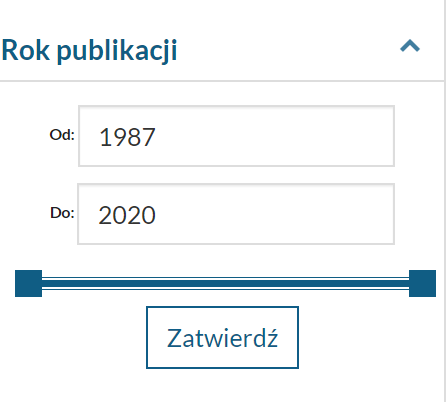 Rok publikacji
Od: 1987
Do: 2020
Zatwierdź